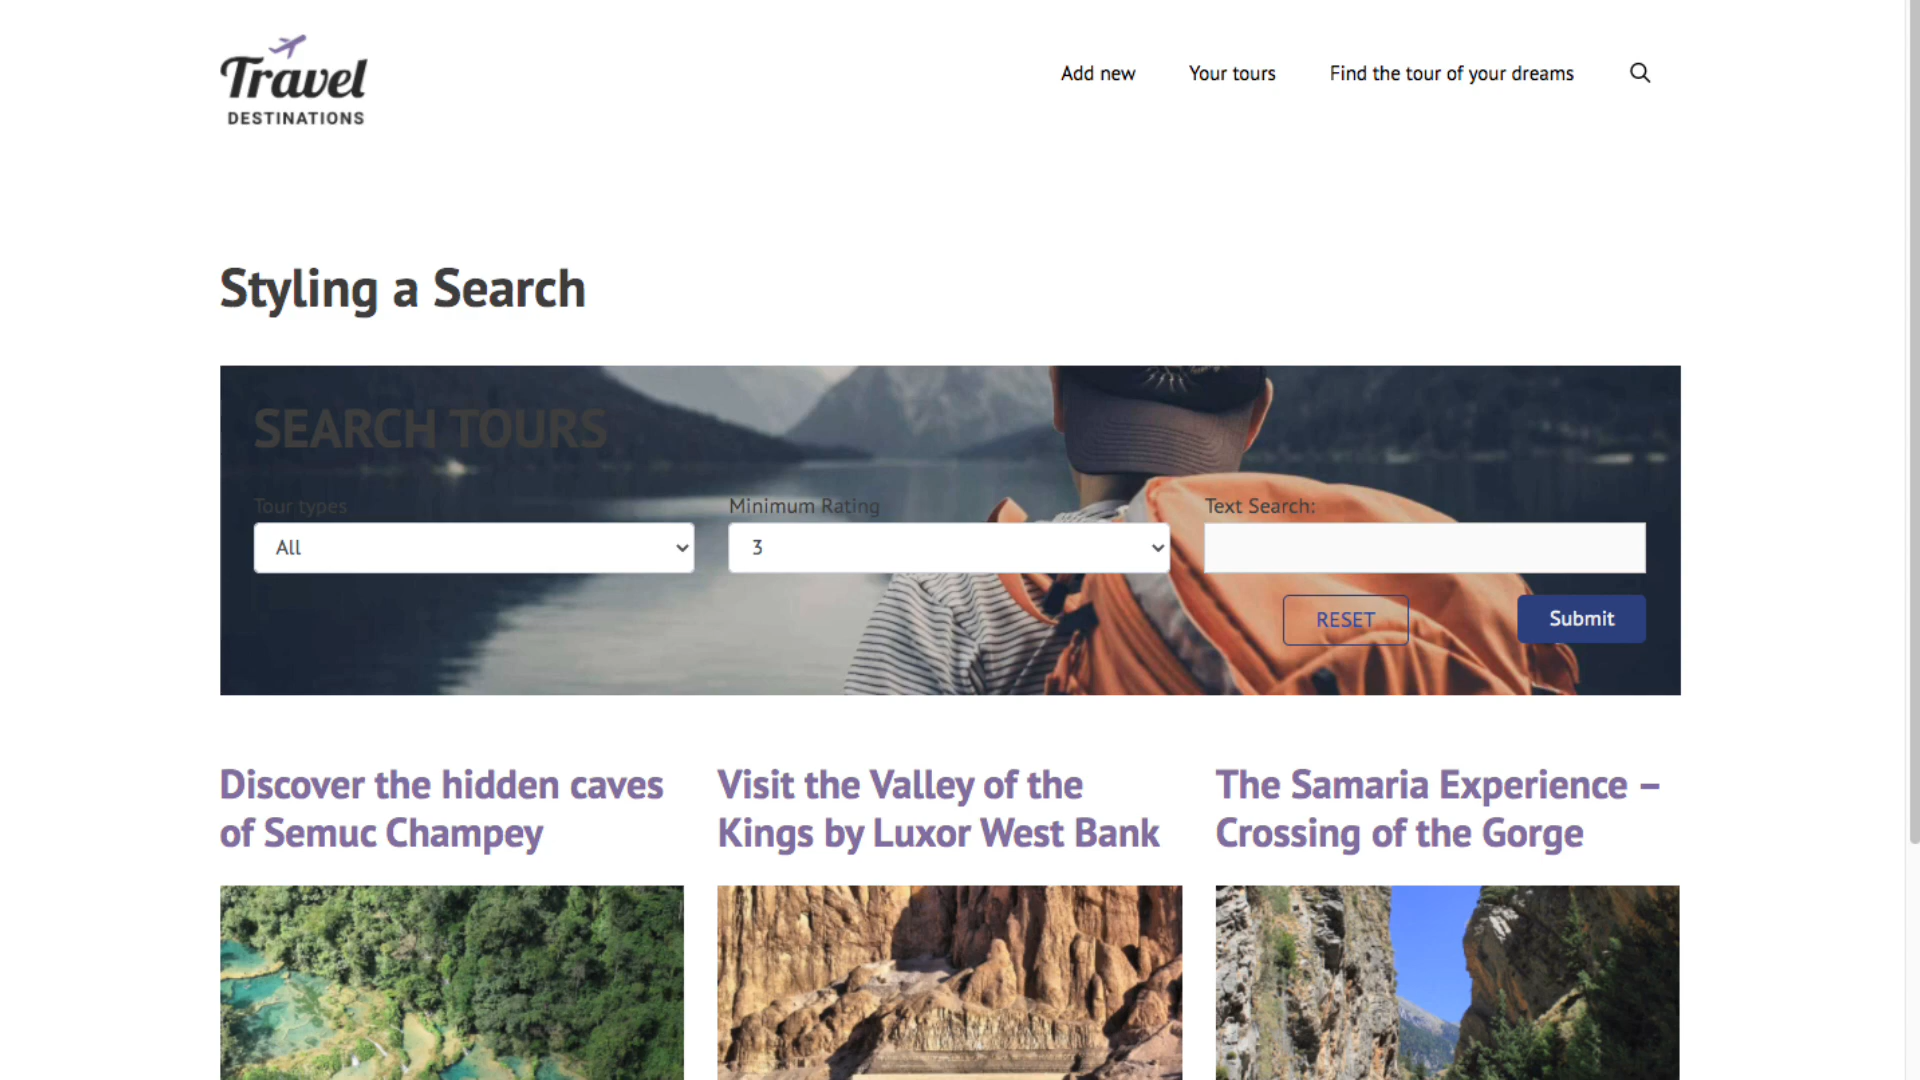 Travel
DESTINATIONS
Add new
Your tours
Find the tour of your dreams
Styling a Search
SEARCH TOURS
Tour types
Minimum Rating
Text Search:
All
3
RESET
Submit
Discover the hidden caves
of Semuc Champey
Visit the Valley of the
Kings by Luxor West Bank
The Samaria Experience –
Crossing of the Gorge